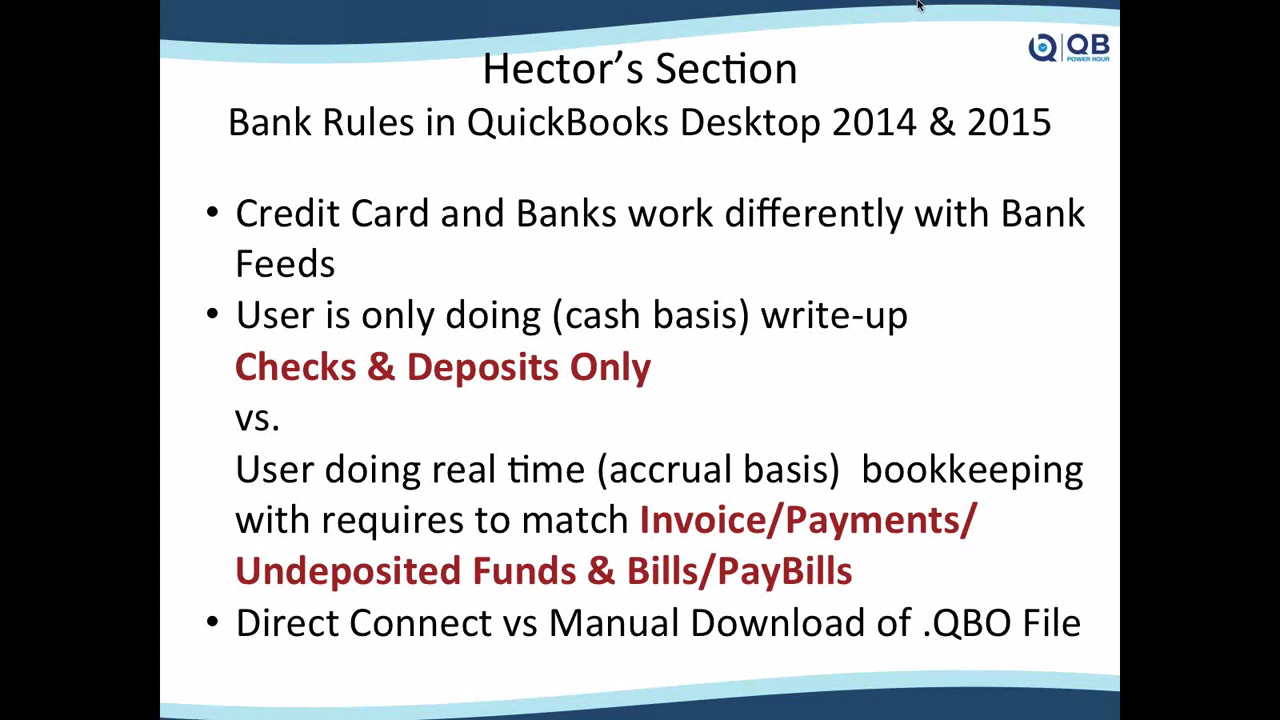 QB
POWER HOUR
Hector's Section
Bank Rules in QuickBooks Desktop 2014 & 2015
• Credit Card and Banks work differently with Bank
Feeds
• User is only doing (cash basis) write-up
Checks & Deposits Only
vs.
User doing real time (accrual basis) bookkeeping
with requires to match Invoice/Payments/
Undeposited Funds & Bills/PayBills
• Direct Connect vs Manual Download of .QBO File